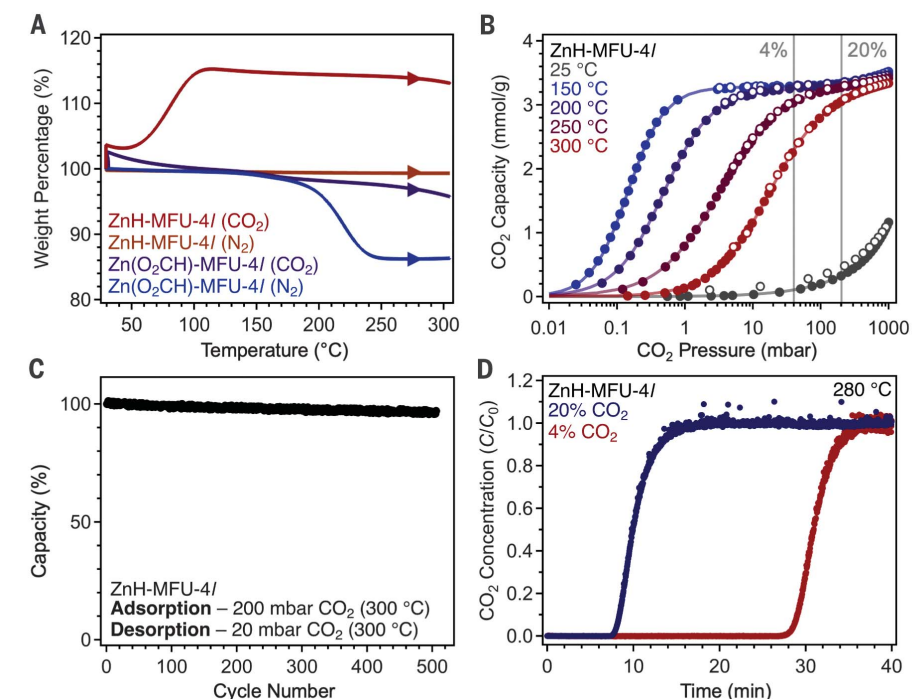 A
120
110
100
90
80
Weight Percentage (%)
ZnH-MFU-4l (CO₂)
ZnH-MFU-4l (N₂)
Zn(O₂CH)-MFU-4l (CO₂)
Zn(O₂CH)-MFU-4l (N₂)
50 100 150 200 250 300
Temperature (°C)
B
4
3
2
1
0
CO₂ Capacity (mmol/g)
ZnH-MFU-4l
25 °C
150 °C
200 °C
250 °C
300 °C
4% 20%
0.01 0.1 1 10 100 1000
CO₂ Pressure (mbar)
C
100
50
0
Capacity (%)
ZnH-MFU-4l
Adsorption – 200 mbar CO₂ (300 °C)
Desorption – 20 mbar CO₂ (300 °C)
0 100 200 300 400 500
Cycle Number
D
1.2
1.0
0.8
0.6
0.4
0.2
0.0
CO₂ Concentration (C/C₀)
ZnH-MFU-4l 280 °C
20% CO₂
4% CO₂
0 10 20 30 40
Time (min)